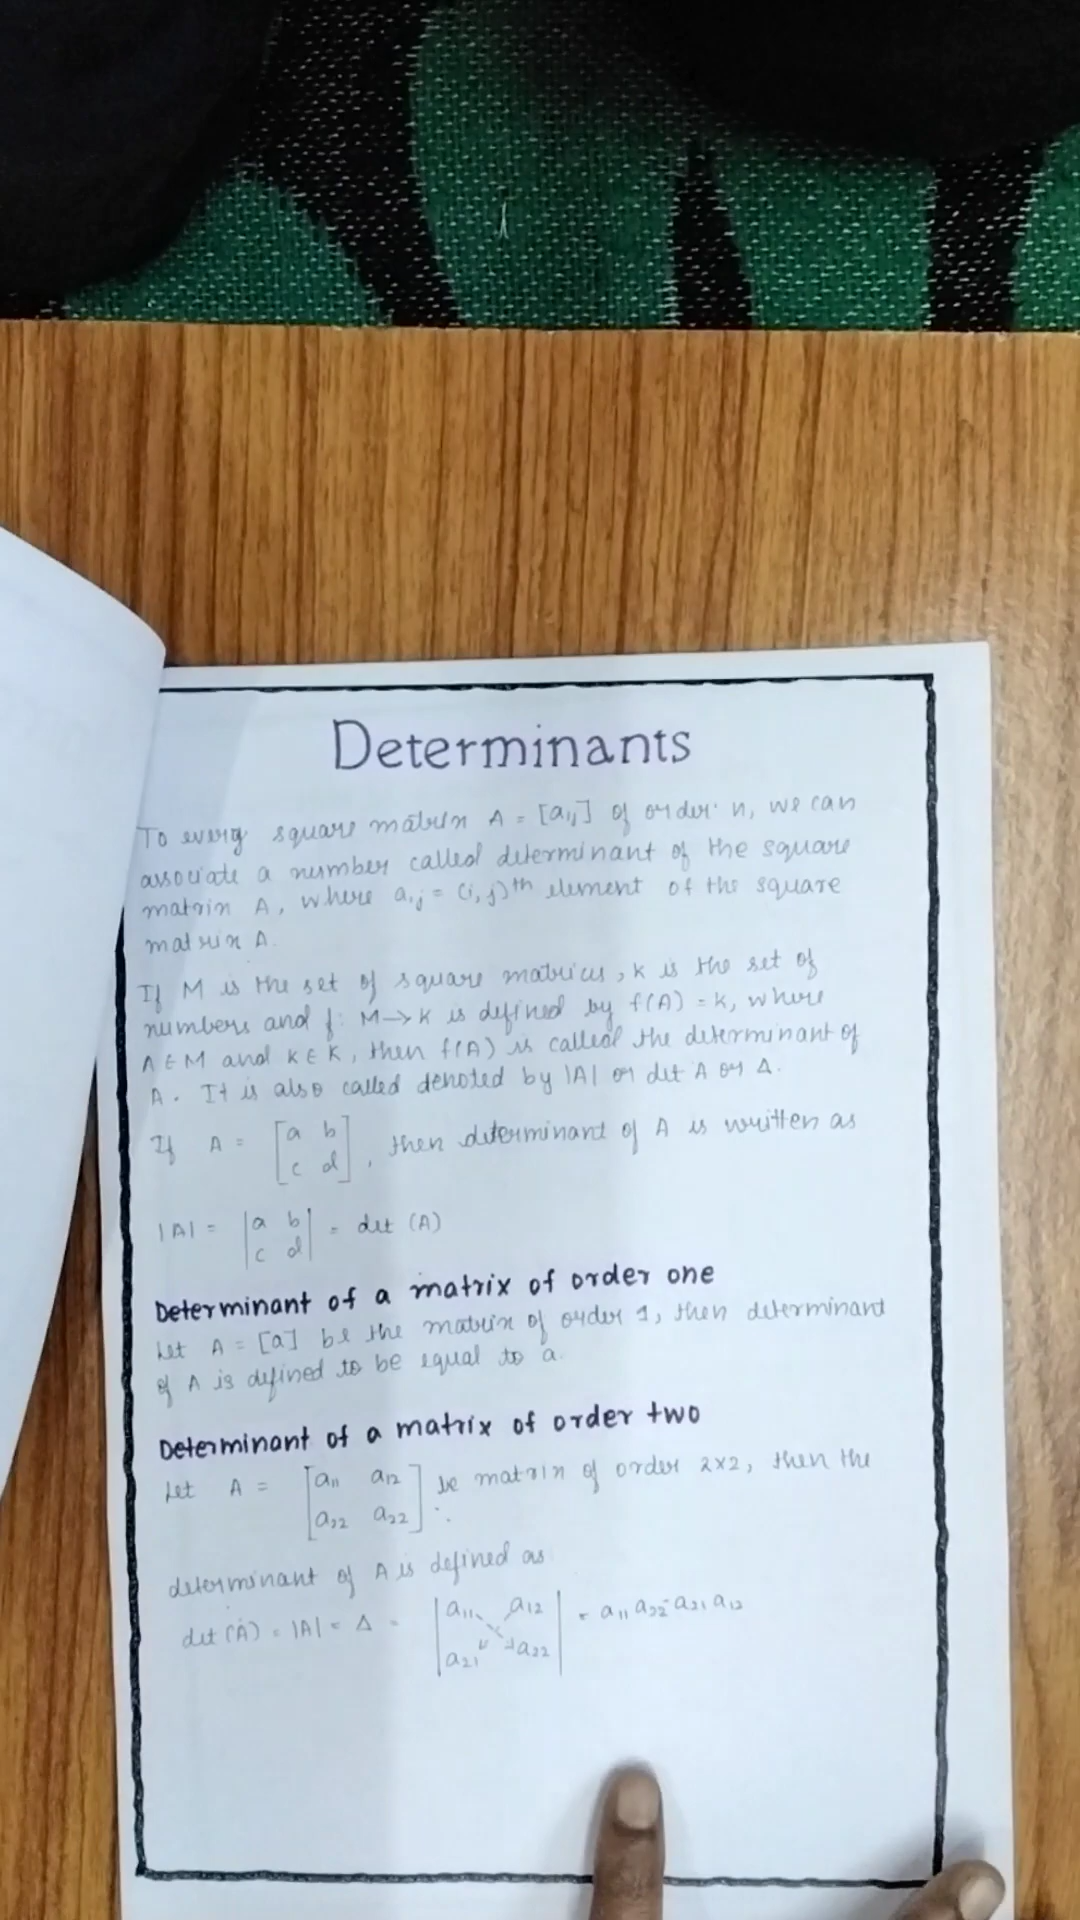 Determinants
To every square matrix A = [aij] of order n, we can
associate a number called determinant of the square
matrix A, where aij = (i, j)th element of the square
matrix A.
If M is the set of square matrices, k is the set of
numbers and f: M→k is defined by f(A) = k, where
A ∈ M and k ∈ K, then f(A) is called the determinant of
A. It is also called denoted by |A| or det A or Δ.
If A = [a b
c d], then determinant of A is written as
|A| = |a b
c d| = det (A)
Determinant of a matrix of order one
Let A = [a] be the matrix of order 1, then determinant
of A is defined to be equal to a.
Determinant of a matrix of order two
Let A = [a11 a12
a22 a22] be matrix of order 2×2, then the
determinant of A is defined as
det (A) = |A| = Δ = |a11 a12
a21 a22| = a11 a22 - a21 a12